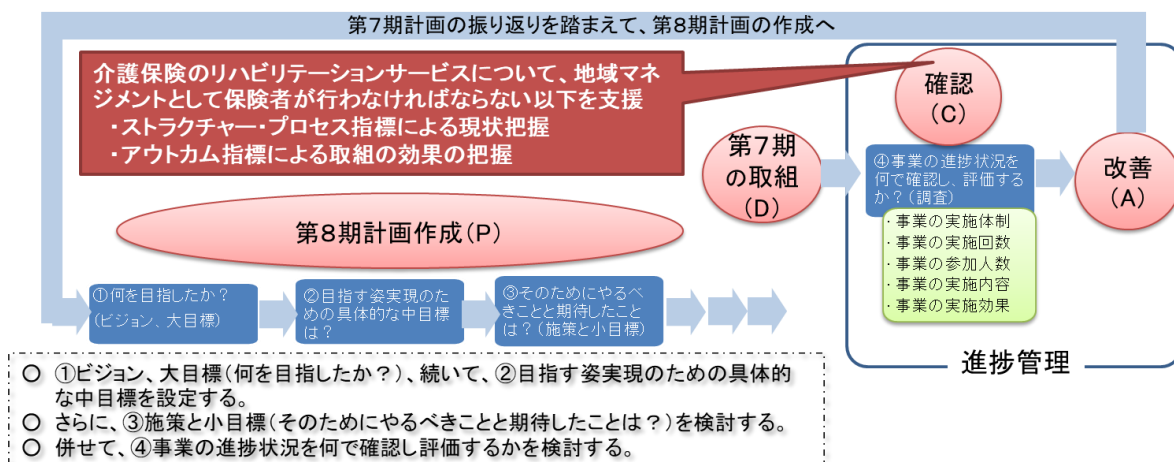 第7期計画の振り返りを踏まえて、第8期計画の作成へ
介護保険のリハビリテーションサービスについて、地域マネ
ジメントとして保険者が行わなければならない以下を支援
・ストラクチャー・プロセス指標による現状把握
・アウトカム指標による取組の効果の把握
確認
(C)
第7期
の取組
(D)
④事業の進捗状況を
何で確認し、評価する
か?(調査)
改善
(A)
・事業の実施体制
・事業の実施回数
・事業の参加人数
・事業の実施内容
・事業の実施効果
進捗管理
第8期計画作成(P)
①何を目指したか?
(ビジョン、大目標)
②目指す姿実現のた
めの具体的な中目標
は?
③そのためにやるべ
きことと期待したこと
は?(施策と小目標)
○ ①ビジョン、大目標(何を目指したか?)、続いて、②目指す姿実現のための具体的
な中目標を設定する。
○ さらに、③施策と小目標(そのためにやるべきことと期待したことは?)を検討する。
○ 併せて、④事業の進捗状況を何で確認し評価するかを検討する。